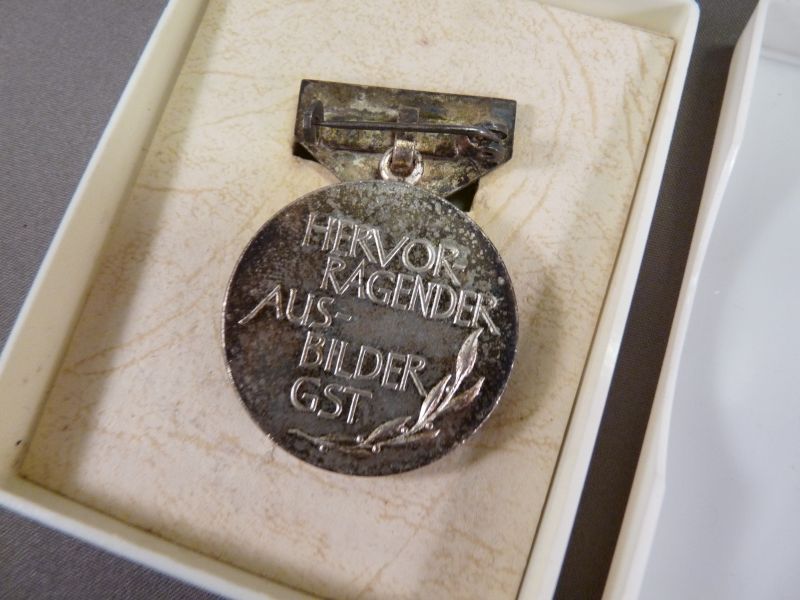 HERVOR-
RAGENDER
AUS-
BILDER
GST